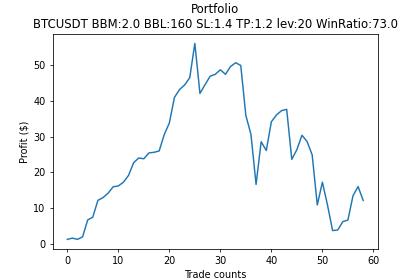 Portfolio
BTCUSDT BBM:2.0 BBL:160 SL:1.4 TP:1.2 lev:20 WinRatio:73.0
50
40
30
20
10
0
Profit ($)
0 10 20 30 40 50 60
Trade counts